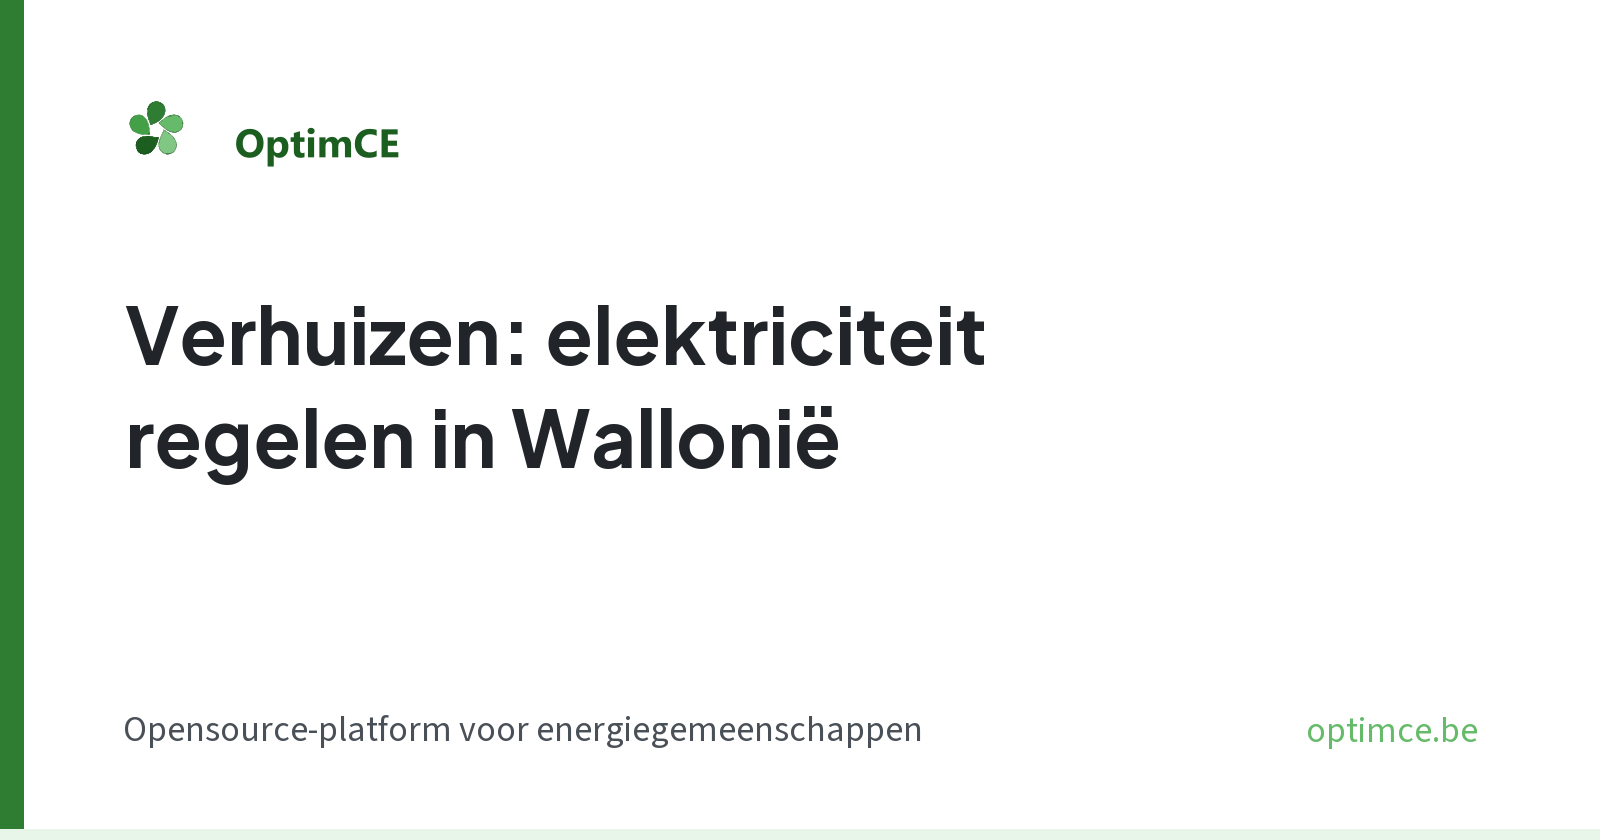 OptimCE
Verhuizen: elektriciteit
regelen in Wallonië
Opensource-platform voor energiegemeenschappen
optimce.be